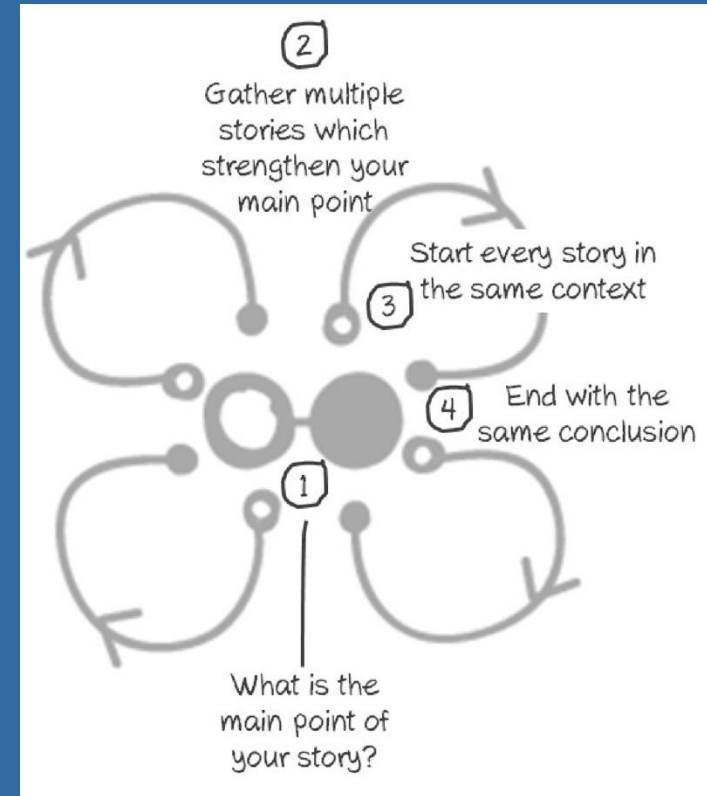 2
Gather multiple
stories which
strengthen your
main point
Start every story in
3
the same context
4
End with the
same conclusion
1
What is the
main point of
your story?